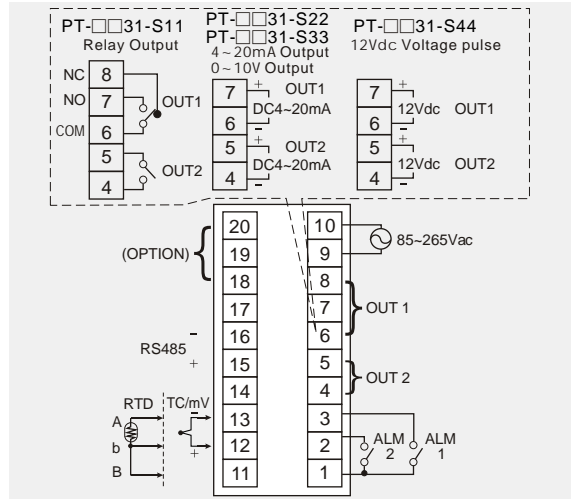 PT-□□31-S11
Relay Output
NC 8
NO 7
COM 6
5
4
OUT1
OUT2
PT-□□31-S22
PT-□□31-S33
4~20mA Output
0~10V Output
7 + OUT1
DC4~20mA
6 -
5 + OUT2
DC4~20mA
4 -
PT-□□31-S44
12Vdc Voltage pulse
7 +
12Vdc OUT1
6 -
5 +
12Vdc OUT2
4 -
20 10
19 9
18 8
17 7
16 6
15 5
14 4
13 3
12 2
11 1
(OPTION)
RS485
-
+
RTD TC/mV
A -
b +
B
85~265Vac
OUT 1
OUT 2
ALM 2
ALM 1